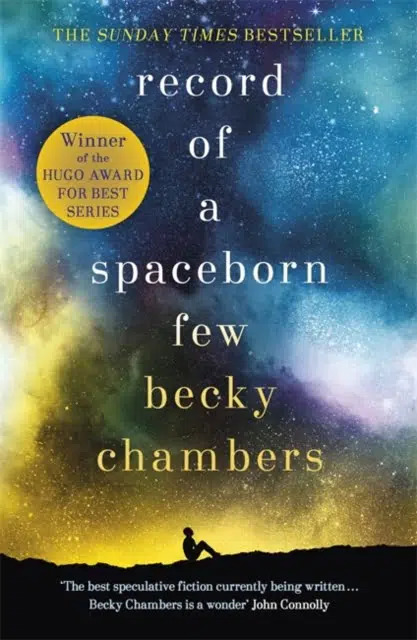 THE SUNDAY TIMES BESTSELLER
record
of
a
spaceborn
few
becky
chambers
Winner
of the
HUGO AWARD
FOR BEST
SERIES
‘The best speculative fiction currently being written…
Becky Chambers is a wonder’ John Connolly